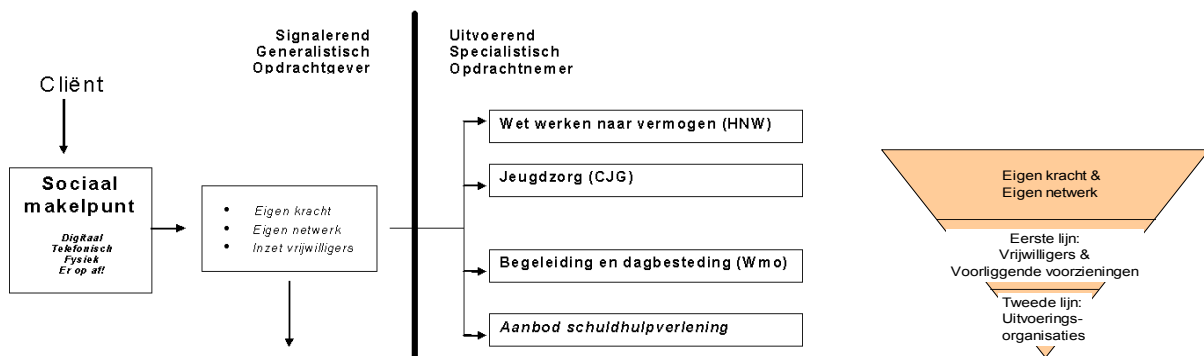 Signalerend
Generalistisch
Opdrachtgever
Uitvoerend
Specialistisch
Opdrachtnemer
Cliënt
Sociaal
makelpunt
Digitaal
Telefonisch
Fysiek
Er op af!
• Eigen kracht
• Eigen netwerk
• Inzet vrijwilligers
Wet werken naar vermogen (HNW)
Jeugdzorg (CJG)
Begeleiding en dagbesteding (Wmo)
Aanbod schuldhulpverlening
Eigen kracht &
Eigen netwerk
Eerste lijn:
Vrijwilligers &
Voorliggende voorzieningen
Tweede lijn:
Uitvoerings-
organisaties